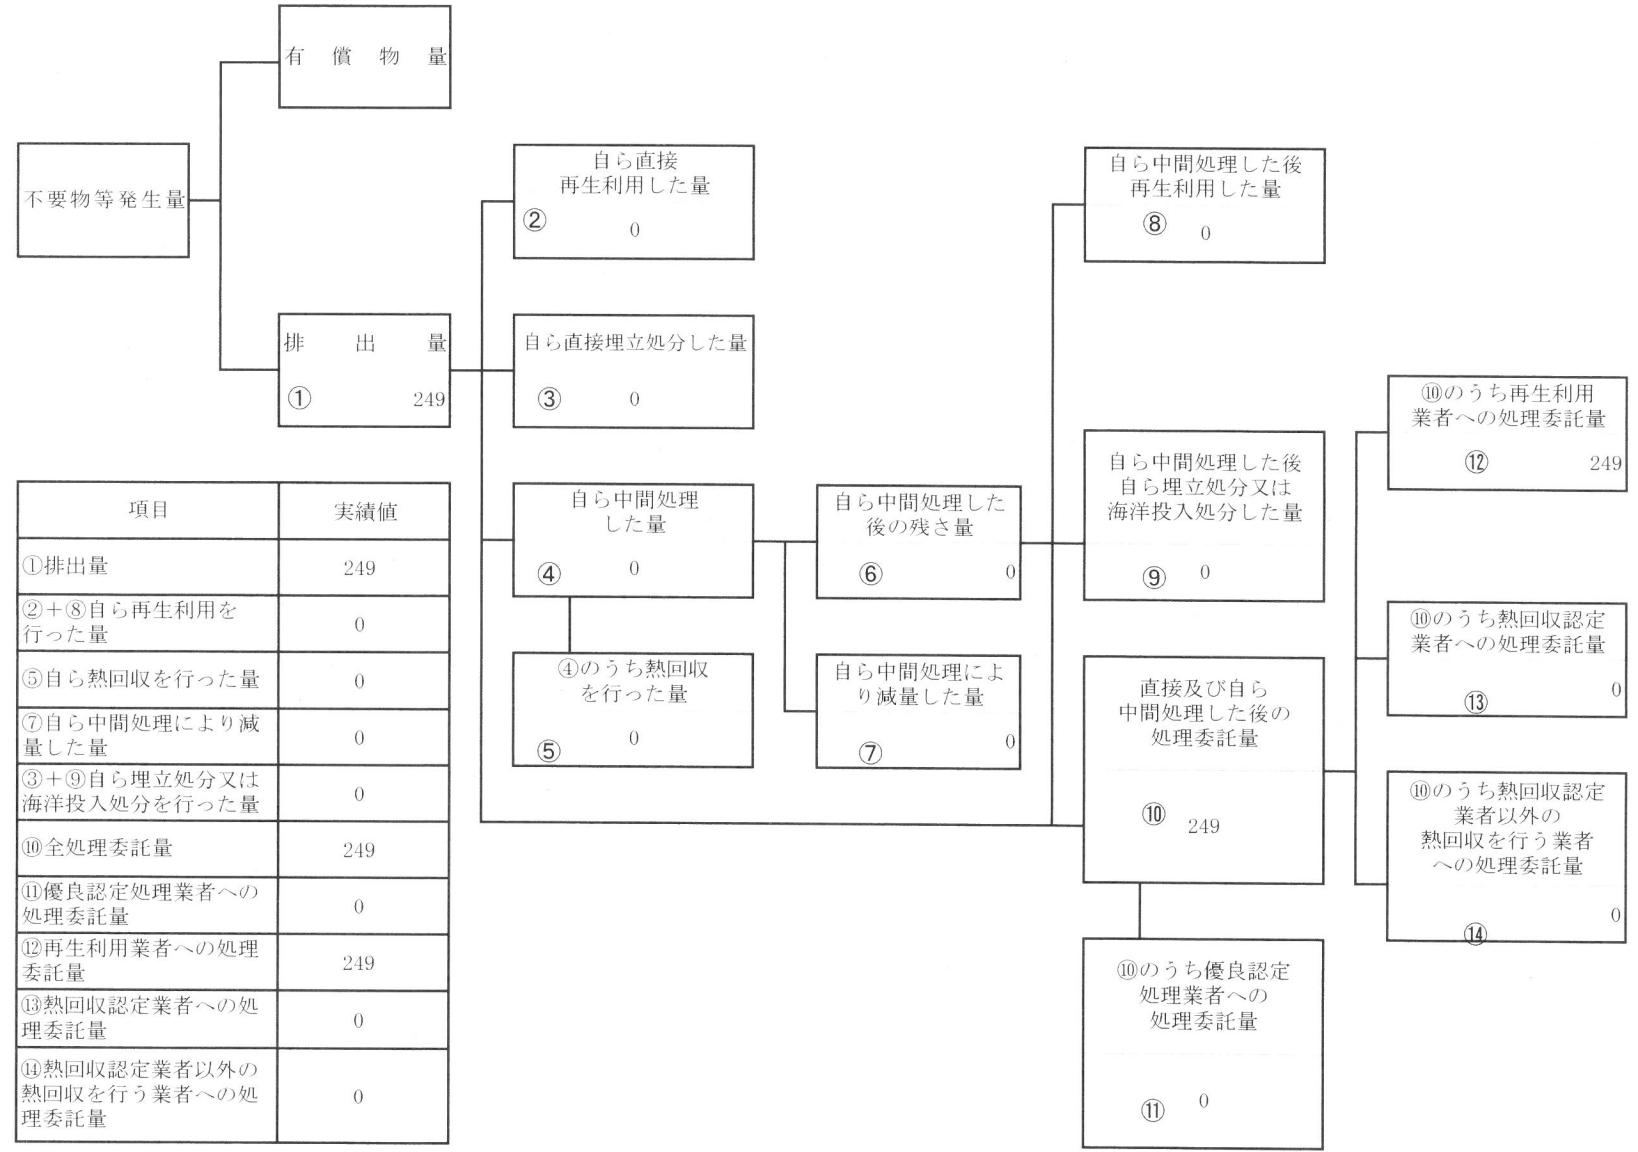 有償物量
不要物等発生量
排出量
① 249
自ら直接
再生利用した量
② 0
自ら直接埋立処分した量
③ 0
自ら中間処理
した量
④ 0
④のうち熱回収
を行った量
⑤ 0
自ら中間処理した
後の残さ量
⑥ 0
自ら中間処理によ
り減量した量
⑦ 0
自ら中間処理した後
再生利用した量
⑧ 0
自ら中間処理した後
自ら埋立処分又は
海洋投入処分した量
⑨ 0
直接及び自ら
中間処理した後の
処理委託量
⑩ 249
⑩のうち優良認定
処理業者への
処理委託量
⑪ 0
⑩のうち再生利用
業者への処理委託量
⑫ 249
⑩のうち熱回収認定
業者への処理委託量
⑬ 0
⑩のうち熱回収認定
業者以外の
熱回収を行う業者
への処理委託量
⑭ 0
項目 実績値
①排出量 249
②+⑧自ら再生利用を
行った量 0
⑤自ら熱回収を行った量 0
⑦自ら中間処理により減
量した量 0
③+⑨自ら埋立処分又は
海洋投入処分を行った量 0
⑩全処理委託量 249
⑪優良認定処理業者への
処理委託量 0
⑫再生利用業者への処理
委託量 249
⑬熱回収認定業者への処
理委託量 0
⑭熱回収認定業者以外の
熱回収を行う業者への処
理委託量 0